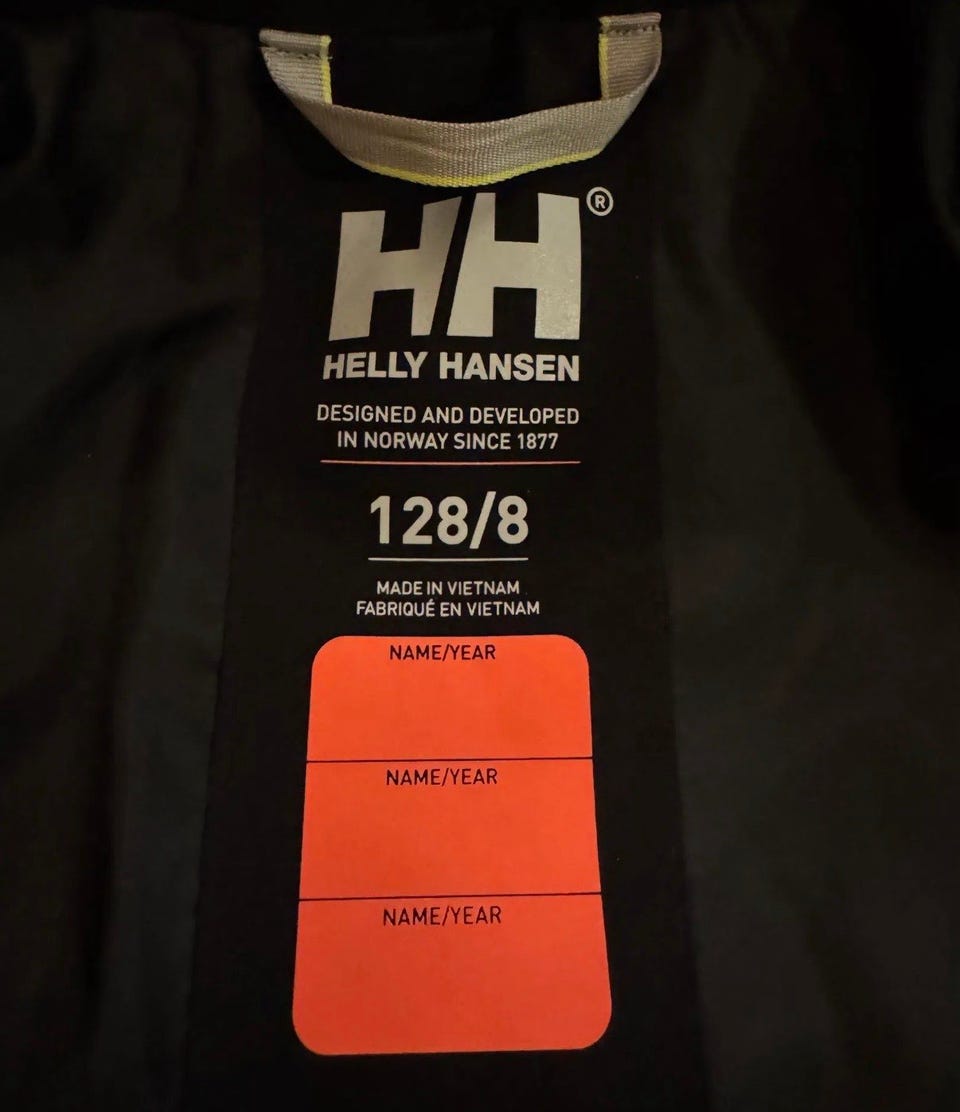 HH®
HELLY HANSEN
DESIGNED AND DEVELOPED
IN NORWAY SINCE 1877
128/8
MADE IN VIETNAM
FABRIQUÉ EN VIETNAM
NAME/YEAR
NAME/YEAR
NAME/YEAR